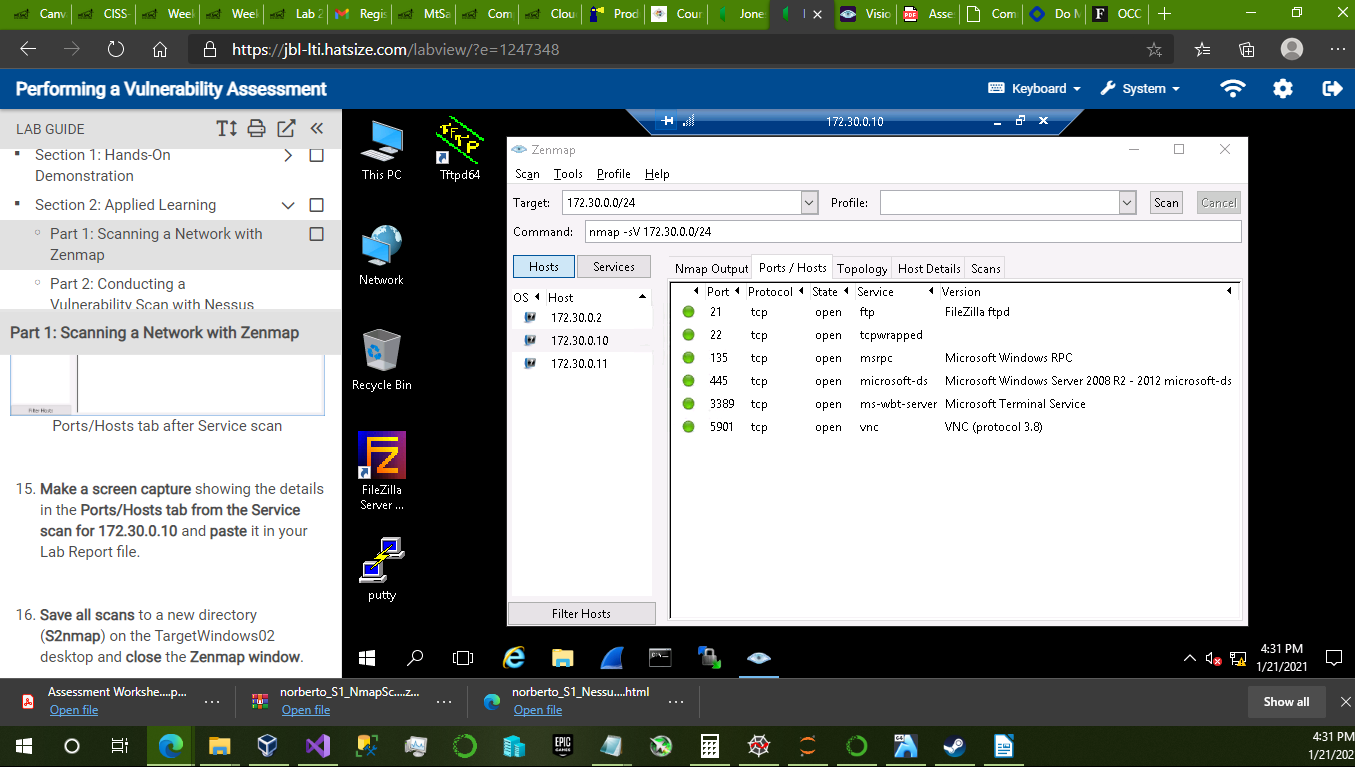 Canv
CISS-
Week
Week
Lab 2
Regis
MtSa
Com
Clou
Prod
Cour
Jone
Visio
Asse
Com
Do M
OCC
https://jbl-lti.hatsize.com/labview/?e=1247348
Performing a Vulnerability Assessment
Keyboard
System
LAB GUIDE
Section 1: Hands-On
Demonstration
Section 2: Applied Learning
Part 1: Scanning a Network with
Zenmap
Part 2: Conducting a
Vulnerability Scan with Nessus
Part 1: Scanning a Network with Zenmap
Filter Hosts
Ports/Hosts tab after Service scan
15. Make a screen capture showing the details
in the Ports/Hosts tab from the Service
scan for 172.30.0.10 and paste it in your
Lab Report file.
16. Save all scans to a new directory
(S2nmap) on the TargetWindows02
desktop and close the Zenmap window.
This PC
TFTP
Tftpd64
Network
Recycle Bin
FZ
FileZilla
Server ...
putty
172.30.0.10
Zenmap
Scan Tools Profile Help
Target: 172.30.0.0/24 Profile: Scan Cancel
Command: nmap -sV 172.30.0.0/24
Hosts Services
OS Host
172.30.0.2
172.30.0.10
172.30.0.11
Filter Hosts
Nmap Output Ports / Hosts Topology Host Details Scans
Port Protocol State Service Version
21 tcp open ftp FileZilla ftpd
22 tcp open tcpwrapped
135 tcp open msrpc Microsoft Windows RPC
445 tcp open microsoft-ds Microsoft Windows Server 2008 R2 - 2012 microsoft-ds
3389 tcp open ms-wbt-server Microsoft Terminal Service
5901 tcp open vnc VNC (protocol 3.8)
4:31 PM
1/21/2021
Assessment Workshe....p...
Open file
norberto_S1_NmapSc....z...
Open file
norberto_S1_Nessu....html
Open file
Show all
EPIC
GAMES
4:31 PM
1/21/202